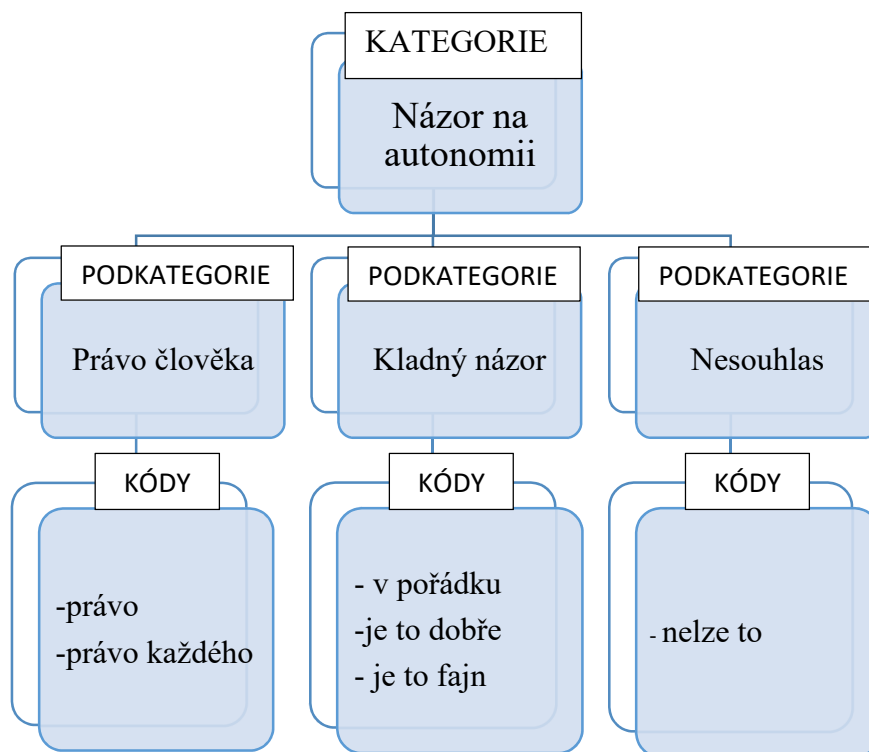 KATEGORIE
Názor na
autonomii
PODKATEGORIE
PODKATEGORIE
PODKATEGORIE
Právo člověka
Kladný názor
Nesouhlas
KÓDY
KÓDY
KÓDY
-právo
-právo každého
- v pořádku
-je to dobře
- je to fajn
- nelze to